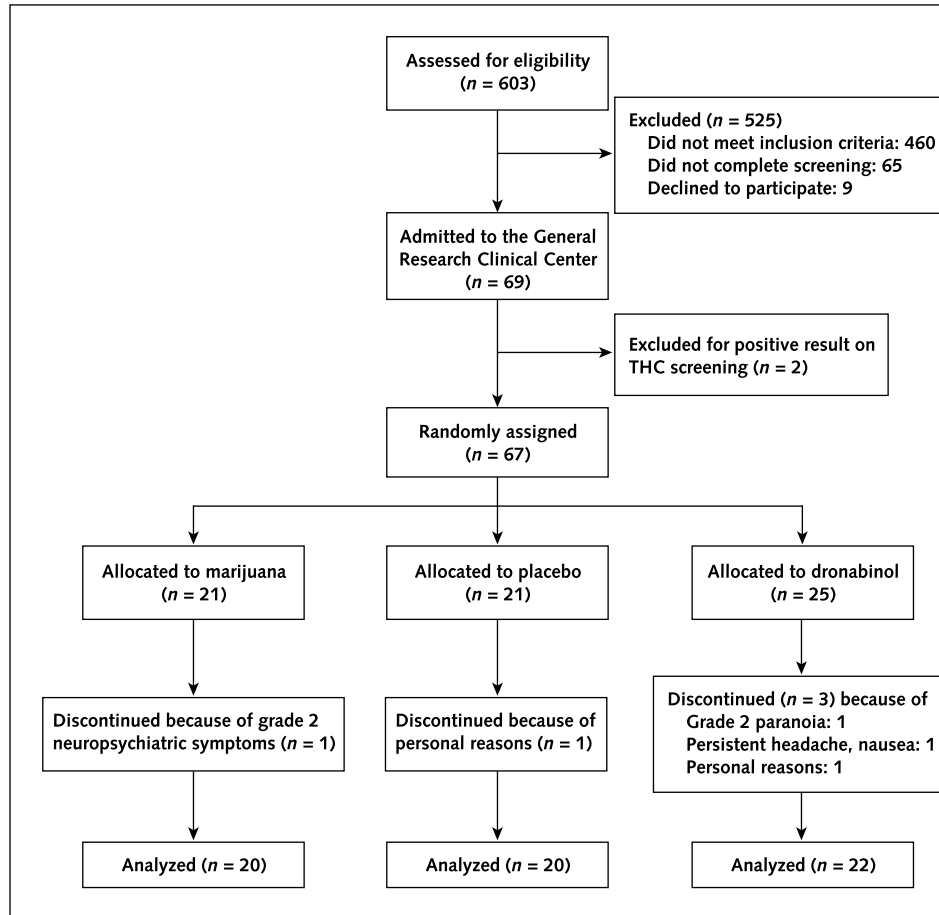 Assessed for eligibility
(n = 603)
Excluded (n = 525)
Did not meet inclusion criteria: 460
Did not complete screening: 65
Declined to participate: 9
Admitted to the General
Research Clinical Center
(n = 69)
Excluded for positive result on
THC screening (n = 2)
Randomly assigned
(n = 67)
Allocated to marijuana
(n = 21)
Allocated to placebo
(n = 21)
Allocated to dronabinol
(n = 25)
Discontinued because of grade 2
neuropsychiatric symptoms (n = 1)
Discontinued because of
personal reasons (n = 1)
Discontinued (n = 3) because of
Grade 2 paranoia: 1
Persistent headache, nausea: 1
Personal reasons: 1
Analyzed (n = 20)
Analyzed (n = 20)
Analyzed (n = 22)